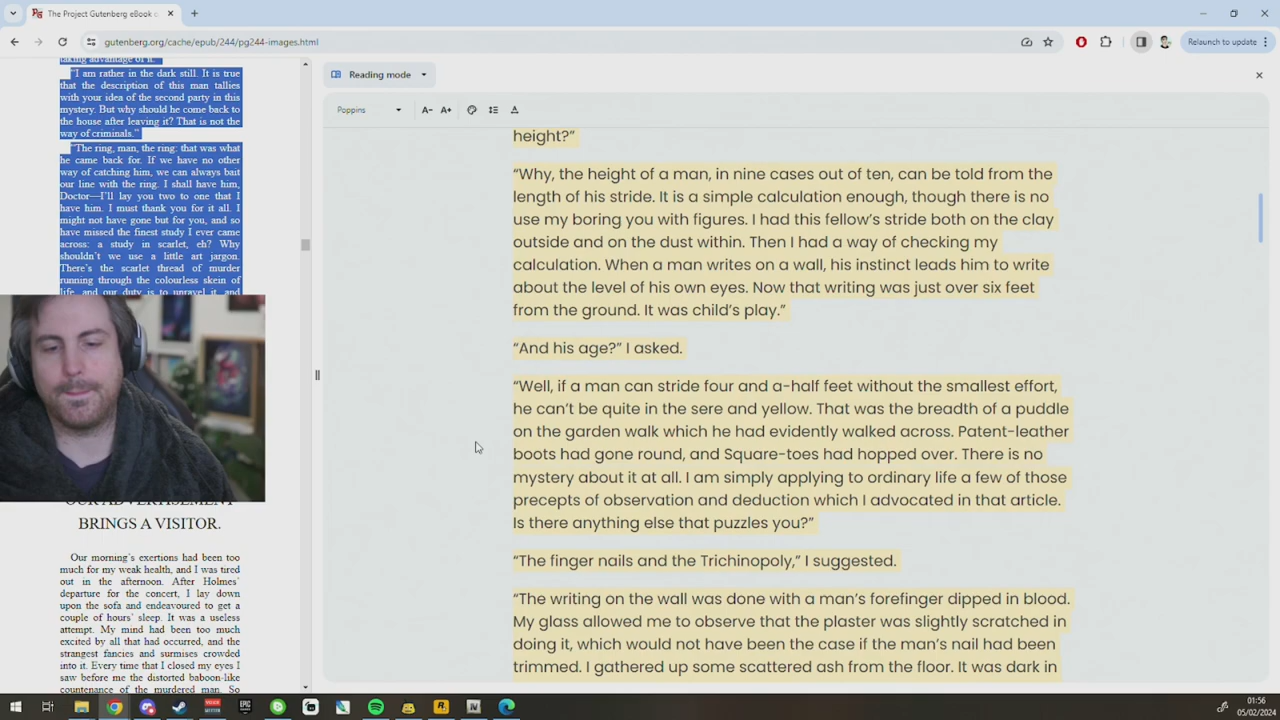 The Project Gutenberg eBook o
gutenberg.org/cache/epub/244/pg244-images.html
Relaunch to update
taking advantage of it.”
“I am rather in the dark still. It is true
that the description of this man tallies
with your idea of the second party in this
mystery. But why should he come back to
the house after leaving it? That is not the
way of criminals.”
“The ring, man, the ring: that was what
he came back for. If we have no other
way of catching him, we can always bait
our line with the ring. I shall have him,
Doctor—I’ll lay you two to one that I
have him. I must thank you for it all. I
might not have gone but for you, and so
have missed the finest study I ever came
across: a study in scarlet, eh? Why
shouldn’t we use a little art jargon.
There’s the scarlet thread of murder
running through the colourless skein of
life, and our duty is to unravel it, and
OUR ADVERTISEMENT
BRINGS A VISITOR.
Our morning’s exertions had been too
much for my weak health, and I was tired
out in the afternoon. After Holmes’
departure for the concert, I lay down
upon the sofa and endeavoured to get a
couple of hours’ sleep. It was a useless
attempt. My mind had been too much
excited by all that had occurred, and the
strangest fancies and surmises crowded
into it. Every time that I closed my eyes I
saw before me the distorted baboon-like
countenance of the murdered man. So
Reading mode
Poppins
A-
A+
height?”
“Why, the height of a man, in nine cases out of ten, can be told from the
length of his stride. It is a simple calculation enough, though there is no
use my boring you with figures. I had this fellow’s stride both on the clay
outside and on the dust within. Then I had a way of checking my
calculation. When a man writes on a wall, his instinct leads him to write
about the level of his own eyes. Now that writing was just over six feet
from the ground. It was child’s play.”
“And his age?” I asked.
“Well, if a man can stride four and a-half feet without the smallest effort,
he can’t be quite in the sere and yellow. That was the breadth of a puddle
on the garden walk which he had evidently walked across. Patent-leather
boots had gone round, and Square-toes had hopped over. There is no
mystery about it at all. I am simply applying to ordinary life a few of those
precepts of observation and deduction which I advocated in that article.
Is there anything else that puzzles you?”
“The finger nails and the Trichinopoly,” I suggested.
“The writing on the wall was done with a man’s forefinger dipped in blood.
My glass allowed me to observe that the plaster was slightly scratched in
doing it, which would not have been the case if the man’s nail had been
trimmed. I gathered up some scattered ash from the floor. It was dark in
01:56
05/02/2024